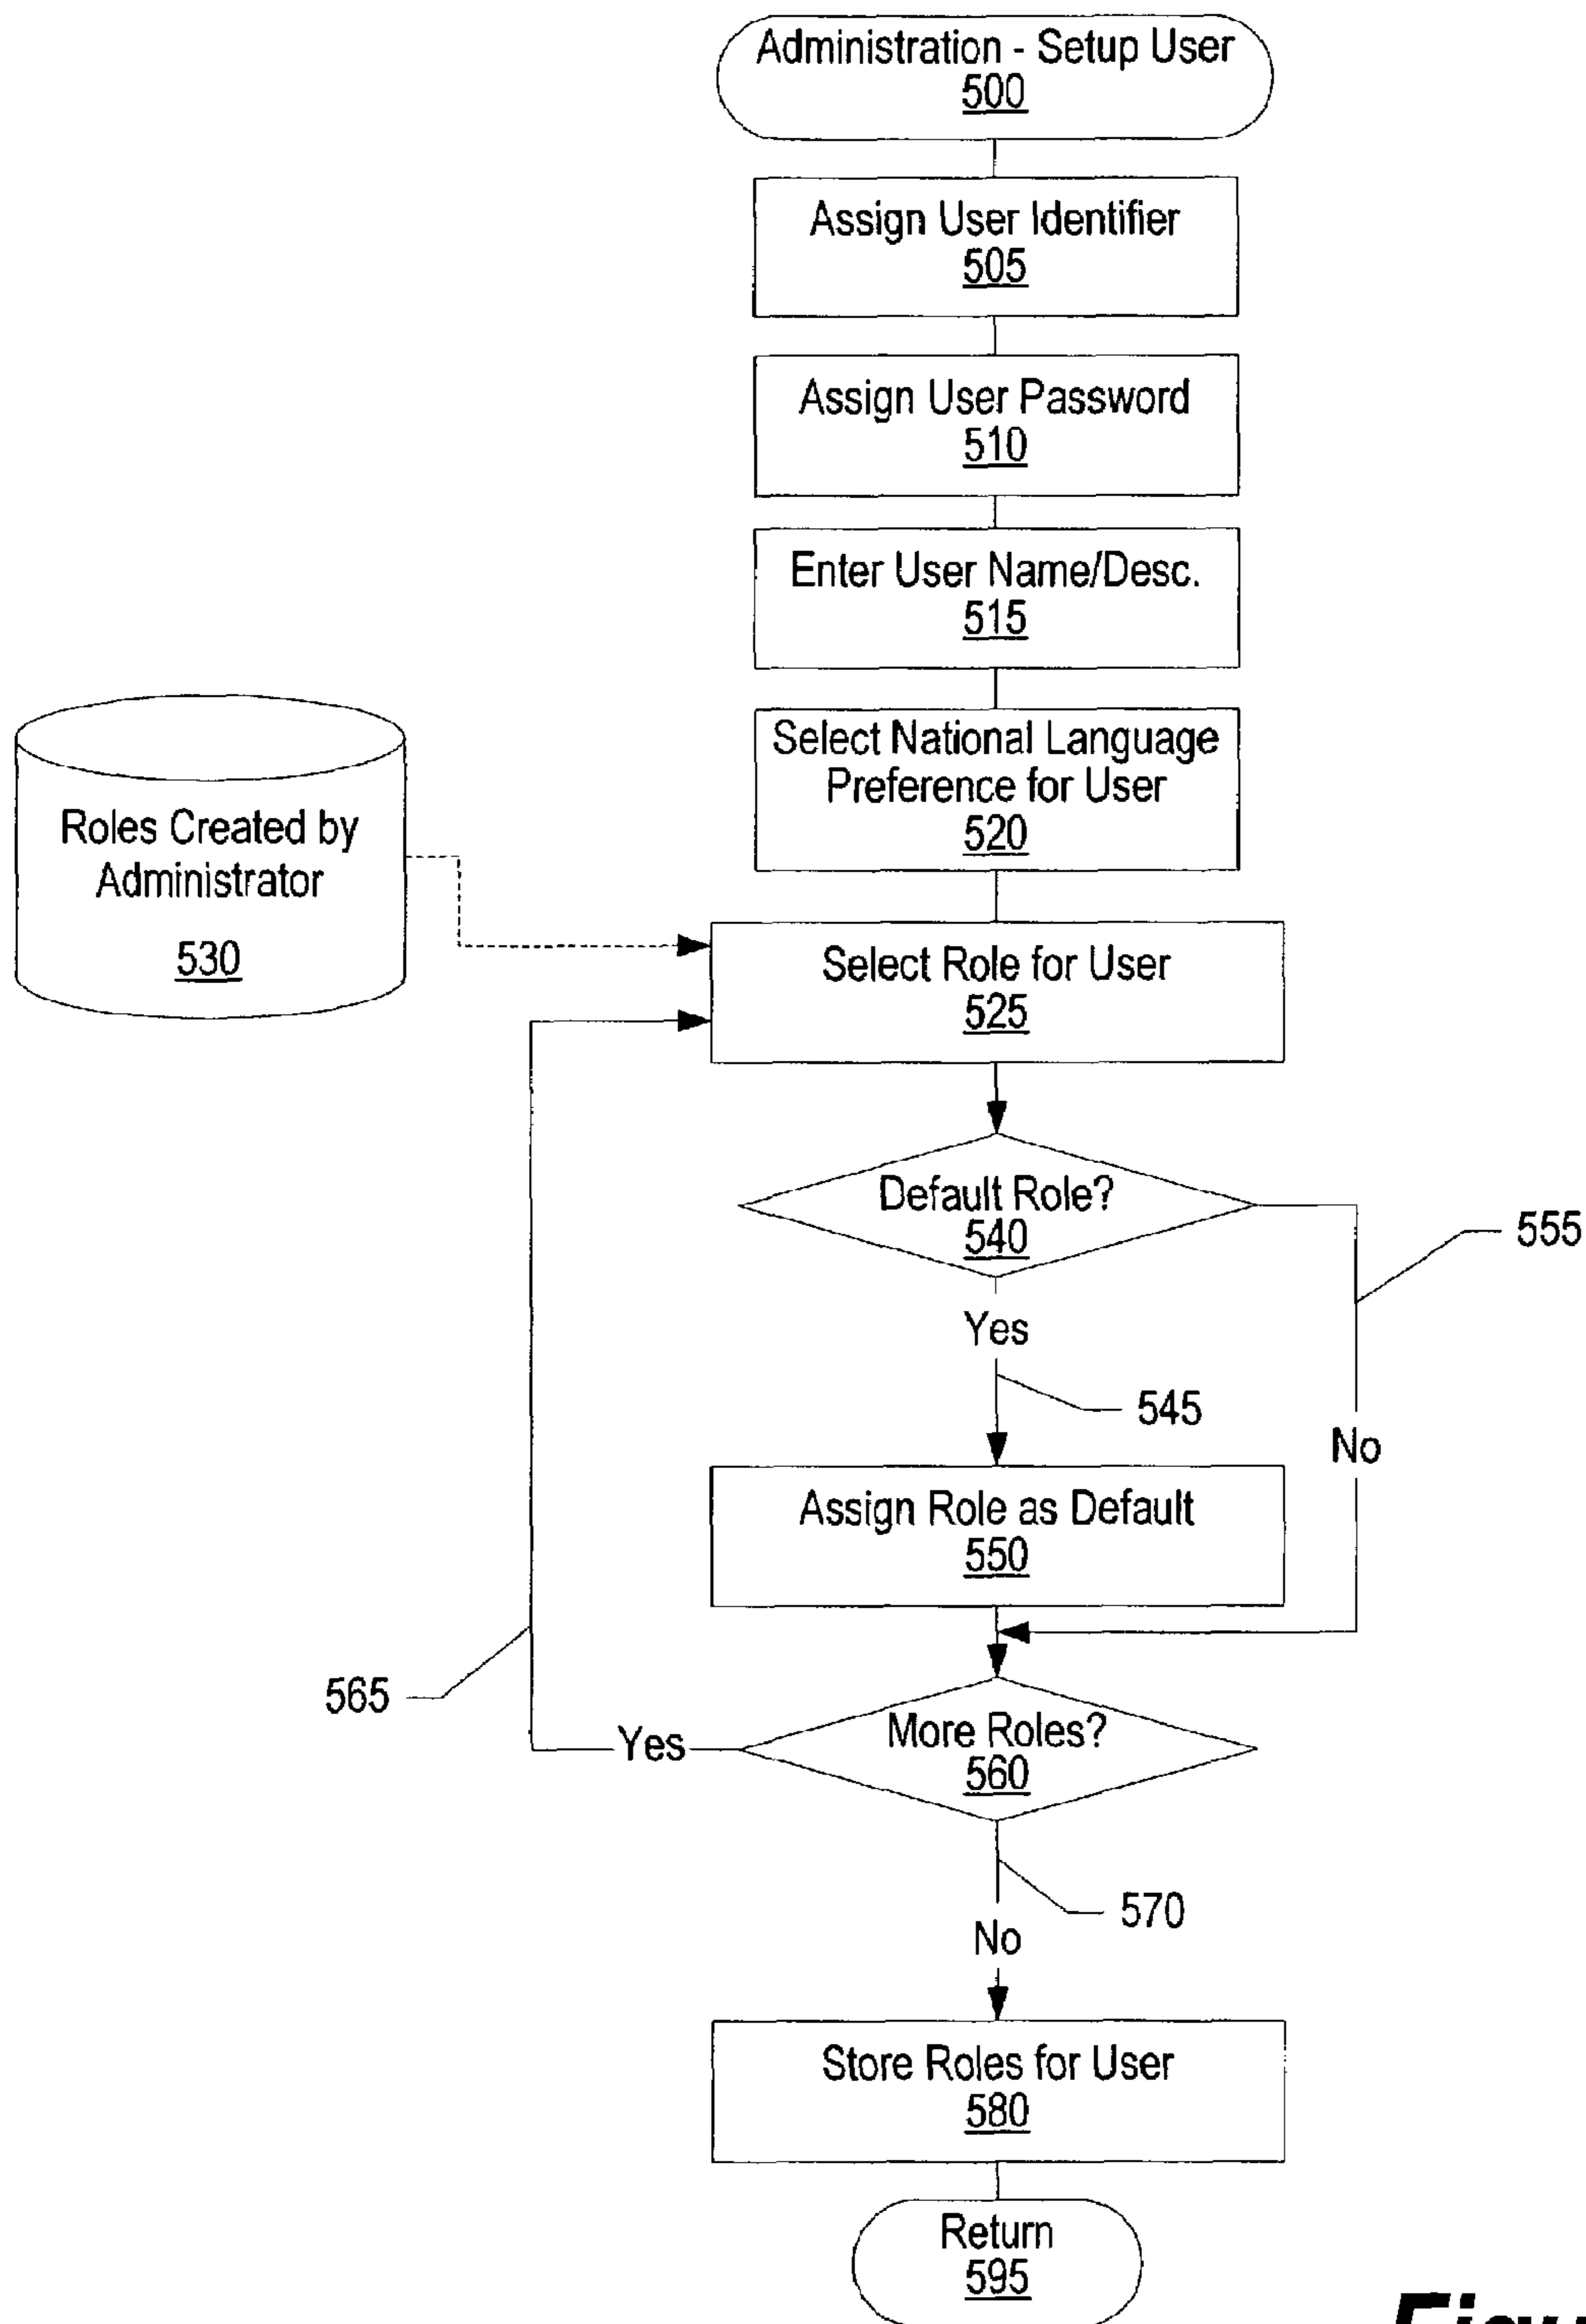 Administration - Setup User
500
Assign User Identifier
505
Assign User Password
510
Enter User Name/Desc.
515
Select National Language
Preference for User
520
Roles Created by
Administrator
530
Select Role for User
525
Default Role?
540
555
Yes
545
No
Assign Role as Default
550
565
More Roles?
560
Yes
570
No
Store Roles for User
580
Return
595